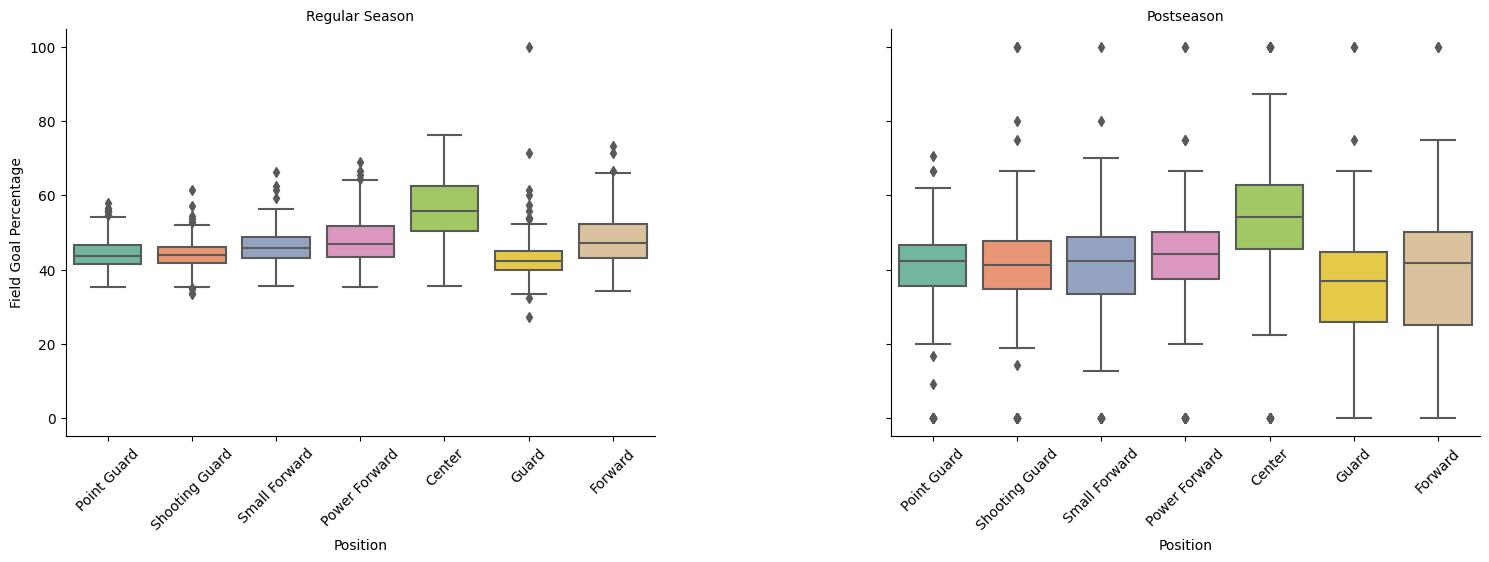 Regular Season
Postseason
Field Goal Percentage
100
80
60
40
20
0
Point Guard
Shooting Guard
Small Forward
Power Forward
Center
Guard
Forward
Position
Point Guard
Shooting Guard
Small Forward
Power Forward
Center
Guard
Forward
Position